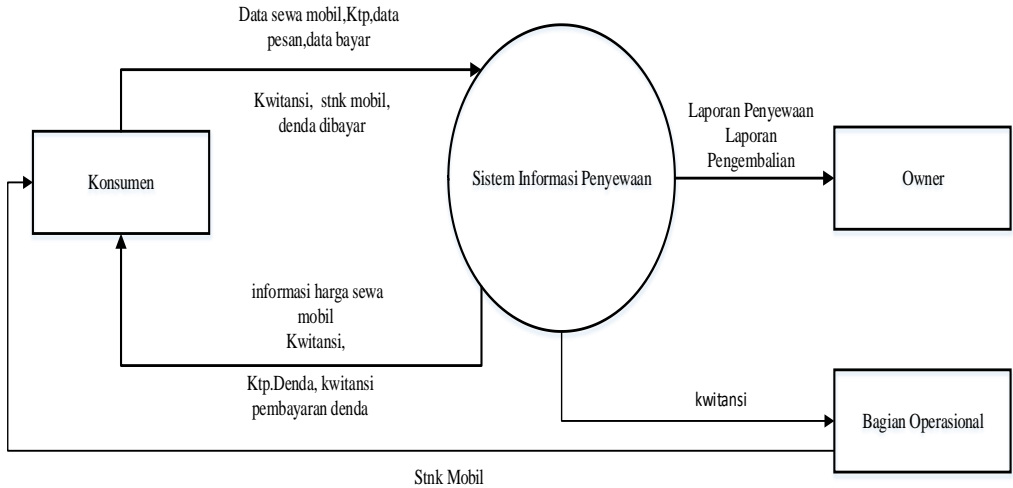 Data sewa mobil,Ktp,data
pesan,data bayar
Kwitansi, stnk mobil,
denda dibayar
Konsumen
Sistem Informasi Penyewaan
Laporan Penyewaan
Laporan
Pengembalian
Owner
informasi harga sewa
mobil
Kwitansi,
Ktp.Denda, kwitansi
pembayaran denda
kwitansi
Bagian Operasional
Stnk Mobil